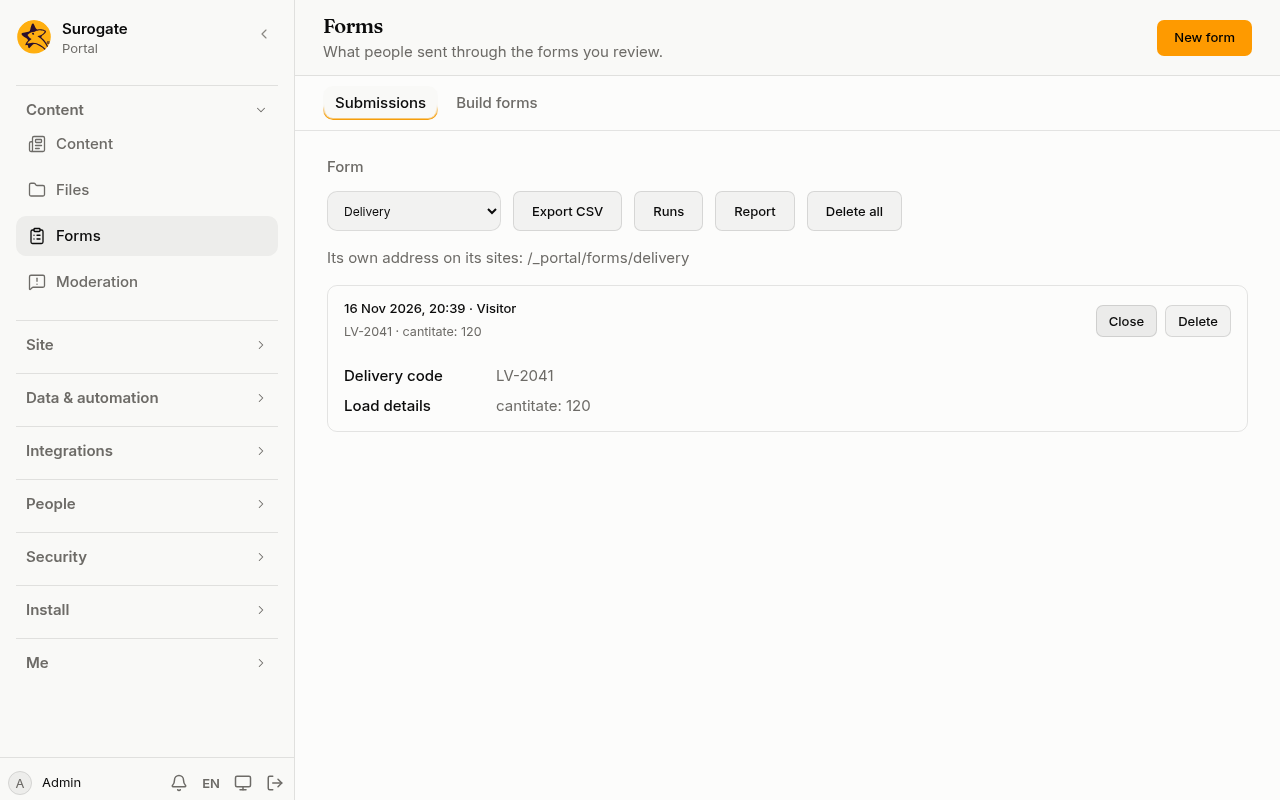 Surogate
Portal
Content
Content
Files
Forms
Moderation
Site
Data & automation
Integrations
People
Security
Install
Me
A Admin EN
Forms
What people sent through the forms you review.
New form
Submissions Build forms
Form
Delivery Export CSV Runs Report Delete all
Its own address on its sites: /_portal/forms/delivery
16 Nov 2026, 20:39 · Visitor
LV-2041 · cantitate: 120
Close Delete
Delivery code LV-2041
Load details cantitate: 120